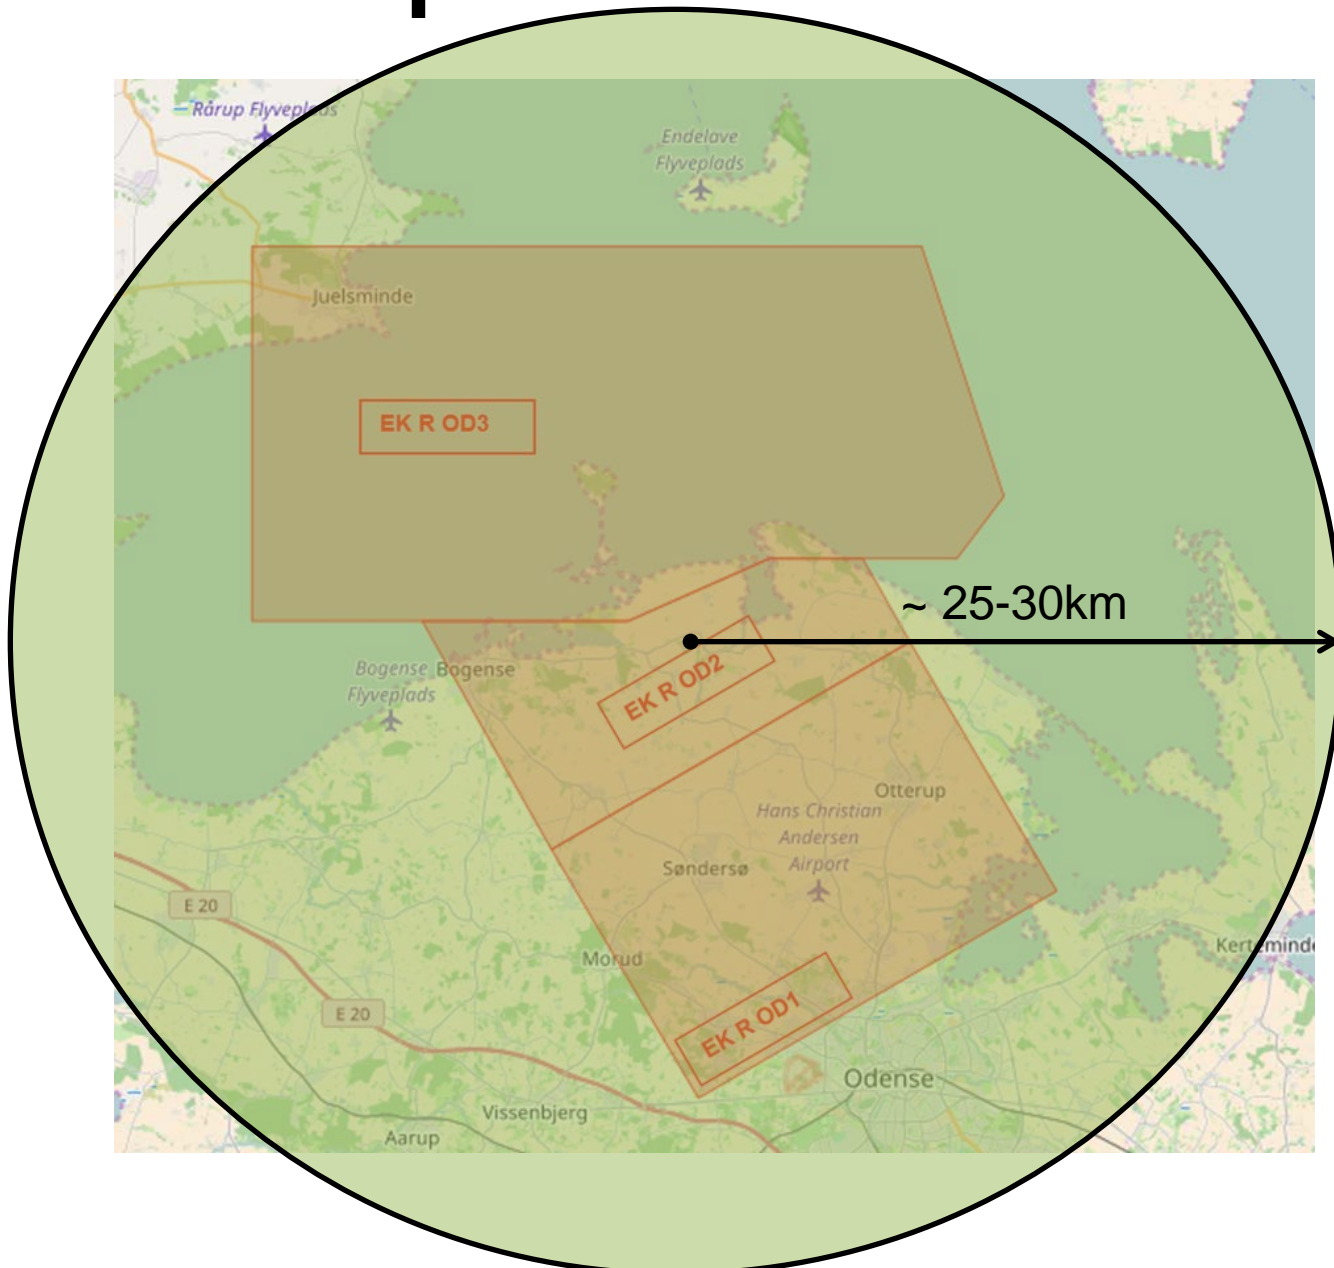 Rårup Flyveplads
Endelave
Flyveplads
Juelsminde
EK R OD3
~ 25-30km
Bogense
Flyveplads
Bogense
EK R OD2
Otterup
Hans Christian
Andersen
Airport
Søndersø
E 20
Kerteminde
Morud
E 20
EK R OD1
Odense
Vissenbjerg
Aarup